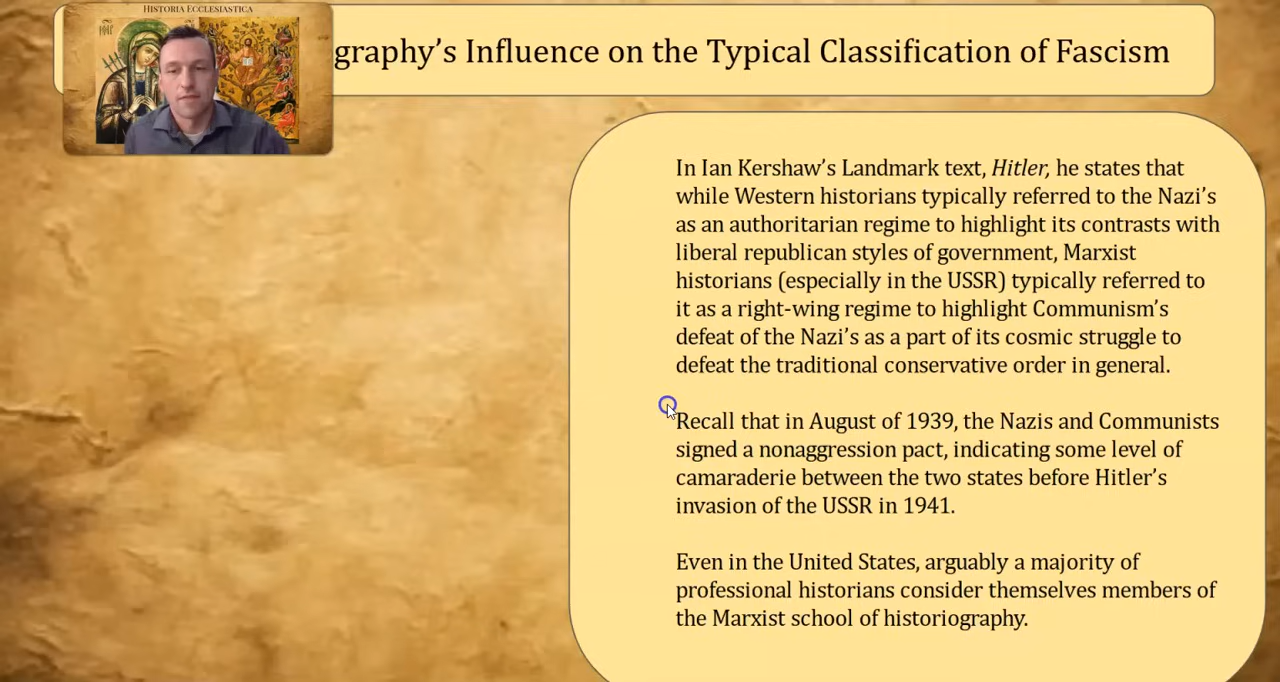 HISTORIA ECCLESIASTICA
graphy's Influence on the Typical Classification of Fascism
In Ian Kershaw's Landmark text, Hitler, he states that
while Western historians typically referred to the Nazi's
as an authoritarian regime to highlight its contrasts with
liberal republican styles of government, Marxist
historians (especially in the USSR) typically referred to
it as a right-wing regime to highlight Communism's
defeat of the Nazi's as a part of its cosmic struggle to
defeat the traditional conservative order in general.
Recall that in August of 1939, the Nazis and Communists
signed a nonaggression pact, indicating some level of
camaraderie between the two states before Hitler's
invasion of the USSR in 1941.
Even in the United States, arguably a majority of
professional historians consider themselves members of
the Marxist school of historiography.